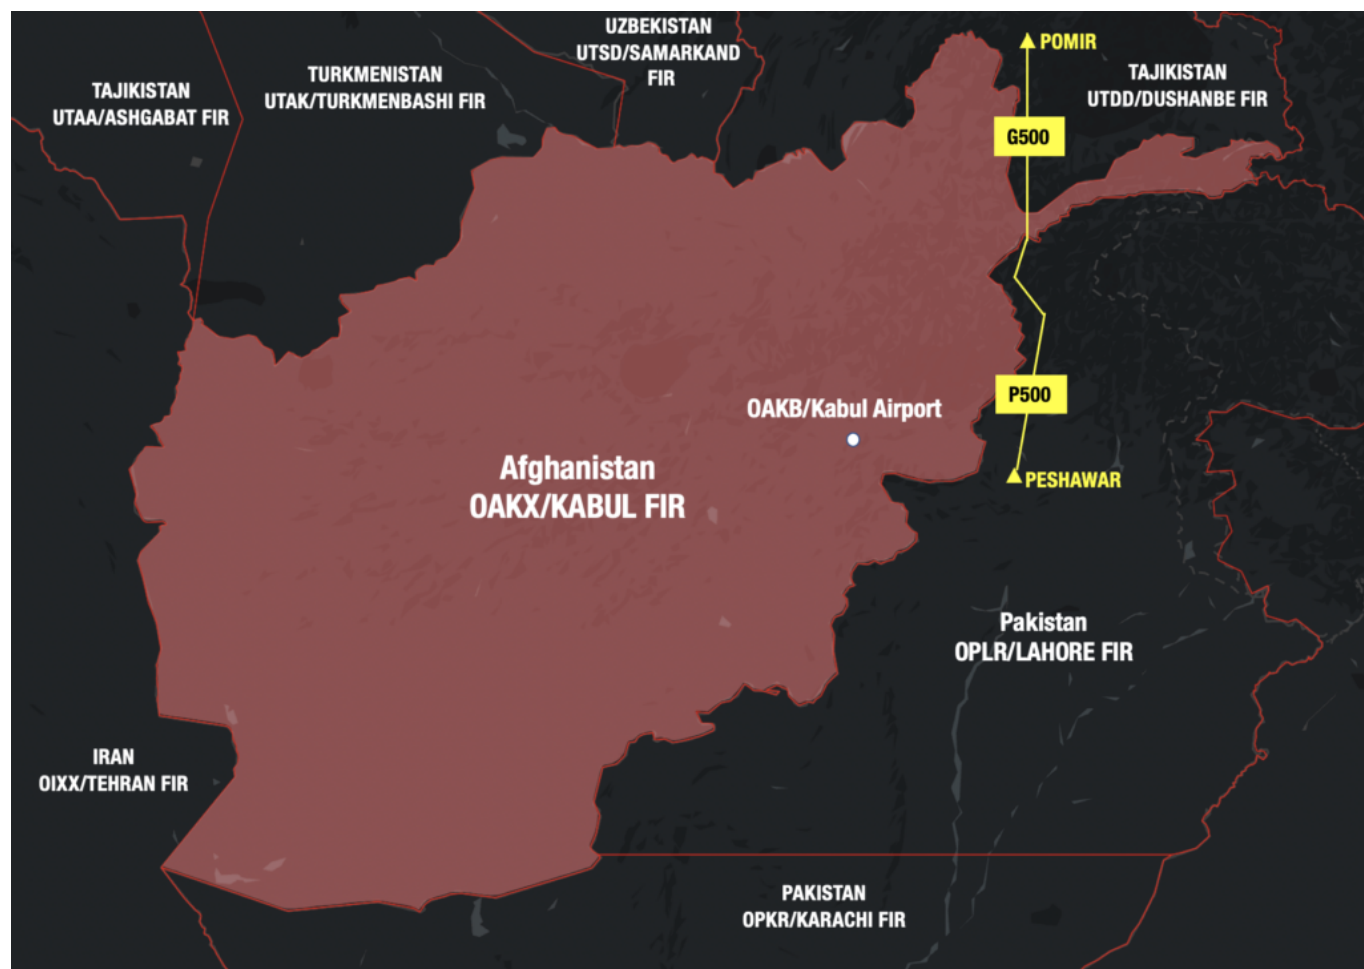 UZBEKISTAN
UTSD/SAMARKAND
FIR
POMIR
TURKMENISTAN
UTAK/TURKMENBASHI FIR
TAJIKISTAN
UTDD/DUSHANBE FIR
TAJIKISTAN
UTAA/ASHGABAT FIR
G500
P500
OAKB/Kabul Airport
Afghanistan
OAKX/KABUL FIR
PESHAWAR
Pakistan
OPLR/LAHORE FIR
IRAN
OIXX/TEHRAN FIR
PAKISTAN
OPKR/KARACHI FIR